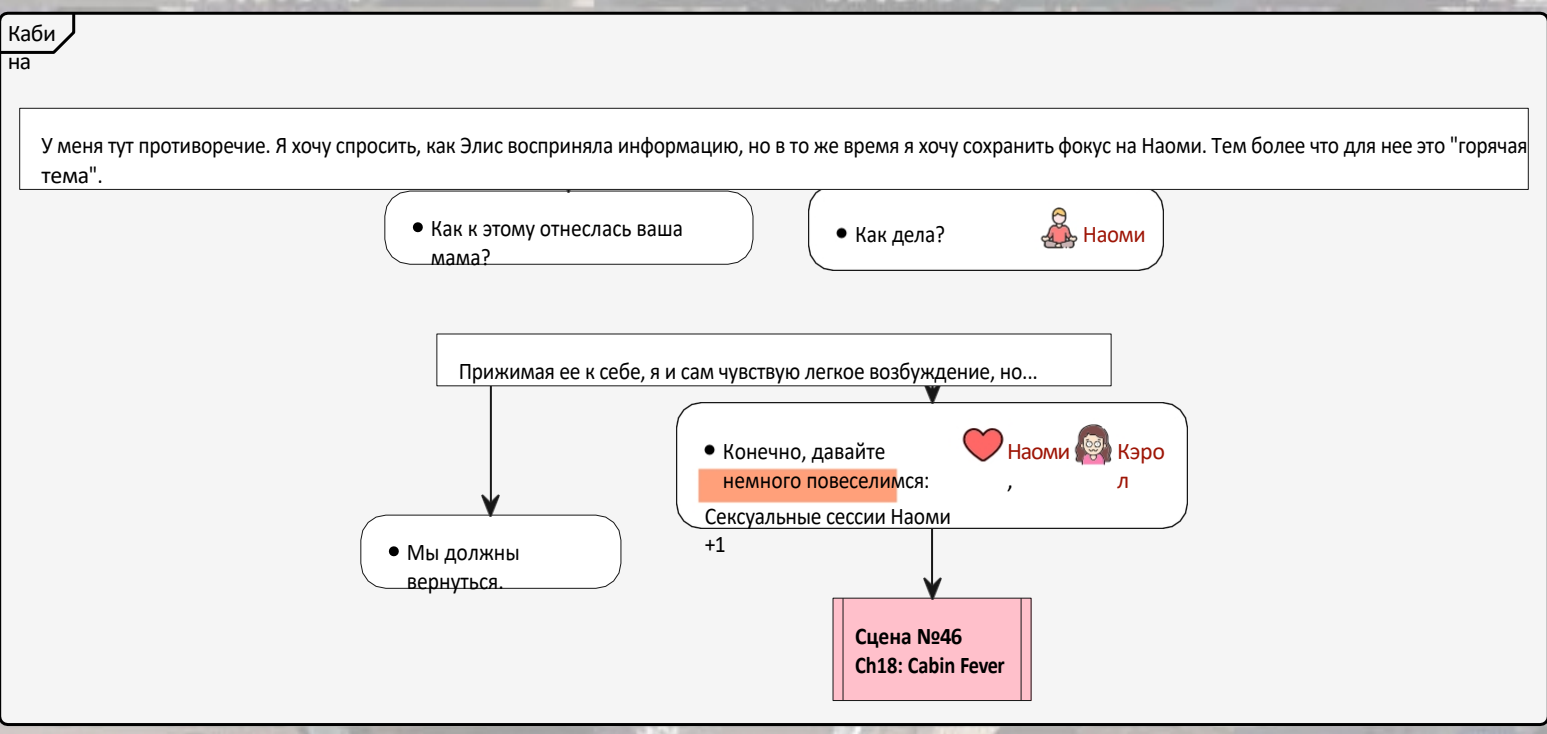 Каби
на
У меня тут противоречие. Я хочу спросить, как Элис восприняла информацию, но в то же время я хочу сохранить фокус на Наоми. Тем более что для нее это "горячая
тема".
• Как к этому отнеслась ваша
мама?
• Как дела? Наоми
Прижимая ее к себе, я и сам чувствую легкое возбуждение, но...
• Конечно, давайте Наоми Кэро
немного повеселимся: , л
Сексуальные сессии Наоми
+1
• Мы должны
вернуться.
Сцена №46
Ch18: Cabin Fever